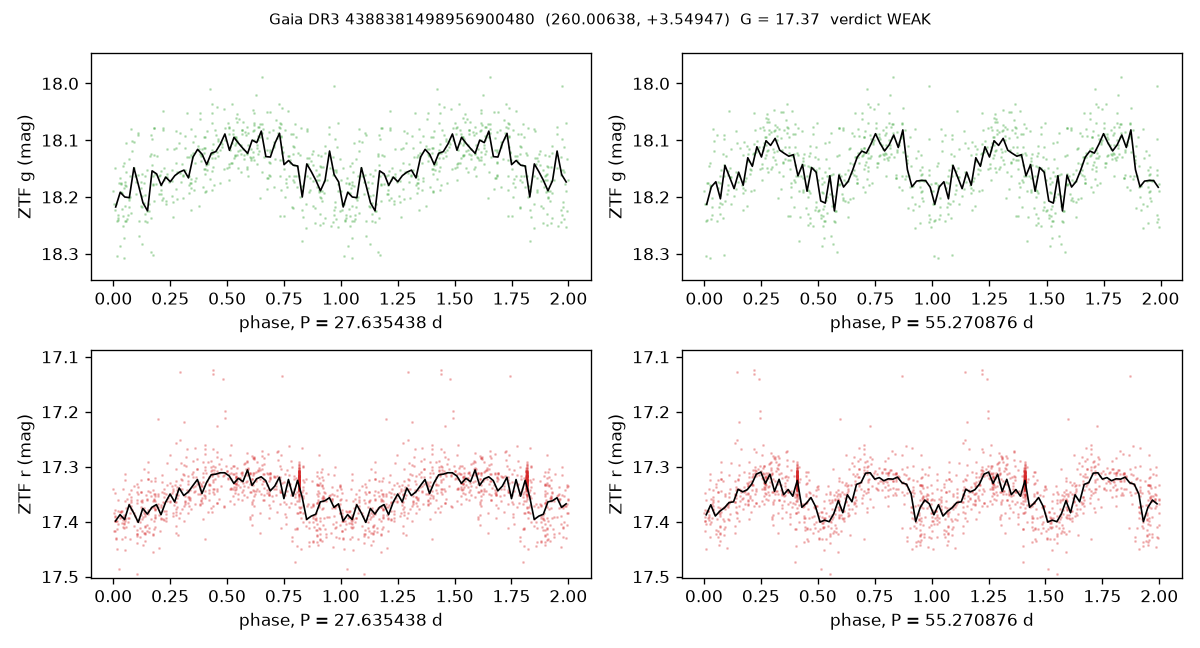 Gaia DR3 4388381498956900480 (260.00638, +3.54947) G = 17.37 verdict WEAK
ZTF g (mag)
18.0
18.1
18.2
18.3
0.00 0.25 0.50 0.75 1.00 1.25 1.50 1.75 2.00
phase, P = 27.635438 d
ZTF g (mag)
18.0
18.1
18.2
18.3
0.00 0.25 0.50 0.75 1.00 1.25 1.50 1.75 2.00
phase, P = 55.270876 d
ZTF r (mag)
17.1
17.2
17.3
17.4
17.5
0.00 0.25 0.50 0.75 1.00 1.25 1.50 1.75 2.00
phase, P = 27.635438 d
ZTF r (mag)
17.1
17.2
17.3
17.4
17.5
0.00 0.25 0.50 0.75 1.00 1.25 1.50 1.75 2.00
phase, P = 55.270876 d